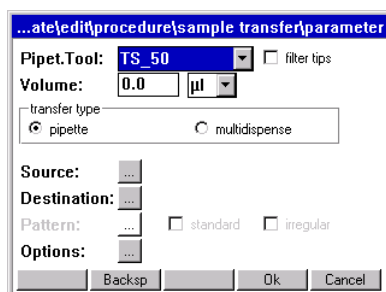 ...ate\edit\procedure\sample transfer\parameter
Pipet.Tool: TS_50 filter tips
Volume: 0.0 µl
transfer type
pipette multidispense
Source: ...
Destination: ...
Pattern: ... standard irregular
Options: ...
Backsp Ok Cancel